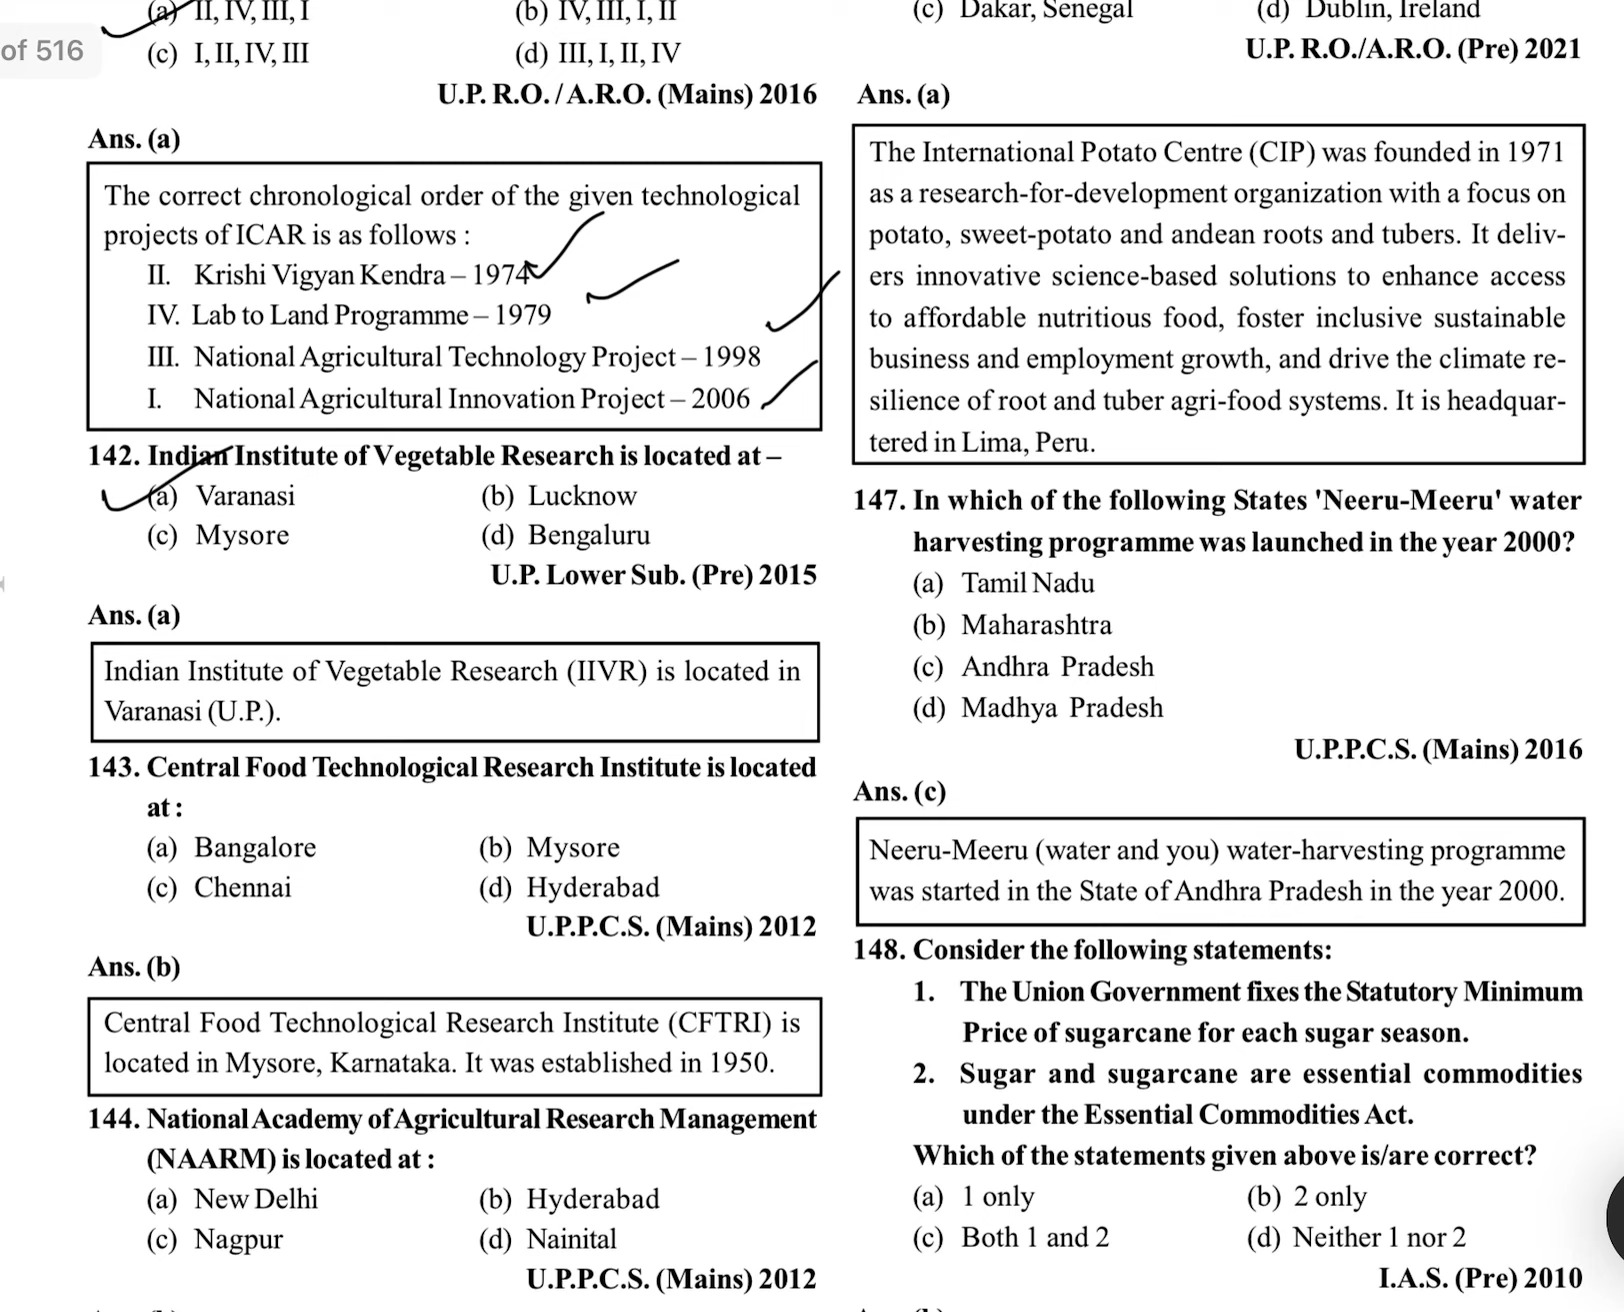 of 516
(a) II, IV, III, I (b) IV, III, I, II
(c) I, II, IV, III (d) III, I, II, IV
U.P. R.O. / A.R.O. (Mains) 2016
Ans. (a)
The correct chronological order of the given technological
projects of ICAR is as follows :
II. Krishi Vigyan Kendra – 1974
IV. Lab to Land Programme – 1979
III. National Agricultural Technology Project – 1998
I. National Agricultural Innovation Project – 2006
142. Indian Institute of Vegetable Research is located at –
(a) Varanasi (b) Lucknow
(c) Mysore (d) Bengaluru
U.P. Lower Sub. (Pre) 2015
Ans. (a)
Indian Institute of Vegetable Research (IIVR) is located in
Varanasi (U.P.).
143. Central Food Technological Research Institute is located
at :
(a) Bangalore (b) Mysore
(c) Chennai (d) Hyderabad
U.P.P.C.S. (Mains) 2012
Ans. (b)
Central Food Technological Research Institute (CFTRI) is
located in Mysore, Karnataka. It was established in 1950.
144. National Academy of Agricultural Research Management
(NAARM) is located at :
(a) New Delhi (b) Hyderabad
(c) Nagpur (d) Nainital
U.P.P.C.S. (Mains) 2012
(c) Dakar, Senegal (d) Dublin, Ireland
U.P. R.O./A.R.O. (Pre) 2021
Ans. (a)
The International Potato Centre (CIP) was founded in 1971
as a research-for-development organization with a focus on
potato, sweet-potato and andean roots and tubers. It deliv-
ers innovative science-based solutions to enhance access
to affordable nutritious food, foster inclusive sustainable
business and employment growth, and drive the climate re-
silience of root and tuber agri-food systems. It is headquar-
tered in Lima, Peru.
147. In which of the following States 'Neeru-Meeru' water
harvesting programme was launched in the year 2000?
(a) Tamil Nadu
(b) Maharashtra
(c) Andhra Pradesh
(d) Madhya Pradesh
U.P.P.C.S. (Mains) 2016
Ans. (c)
Neeru-Meeru (water and you) water-harvesting programme
was started in the State of Andhra Pradesh in the year 2000.
148. Consider the following statements:
1. The Union Government fixes the Statutory Minimum
Price of sugarcane for each sugar season.
2. Sugar and sugarcane are essential commodities
under the Essential Commodities Act.
Which of the statements given above is/are correct?
(a) 1 only (b) 2 only
(c) Both 1 and 2 (d) Neither 1 nor 2
I.A.S. (Pre) 2010